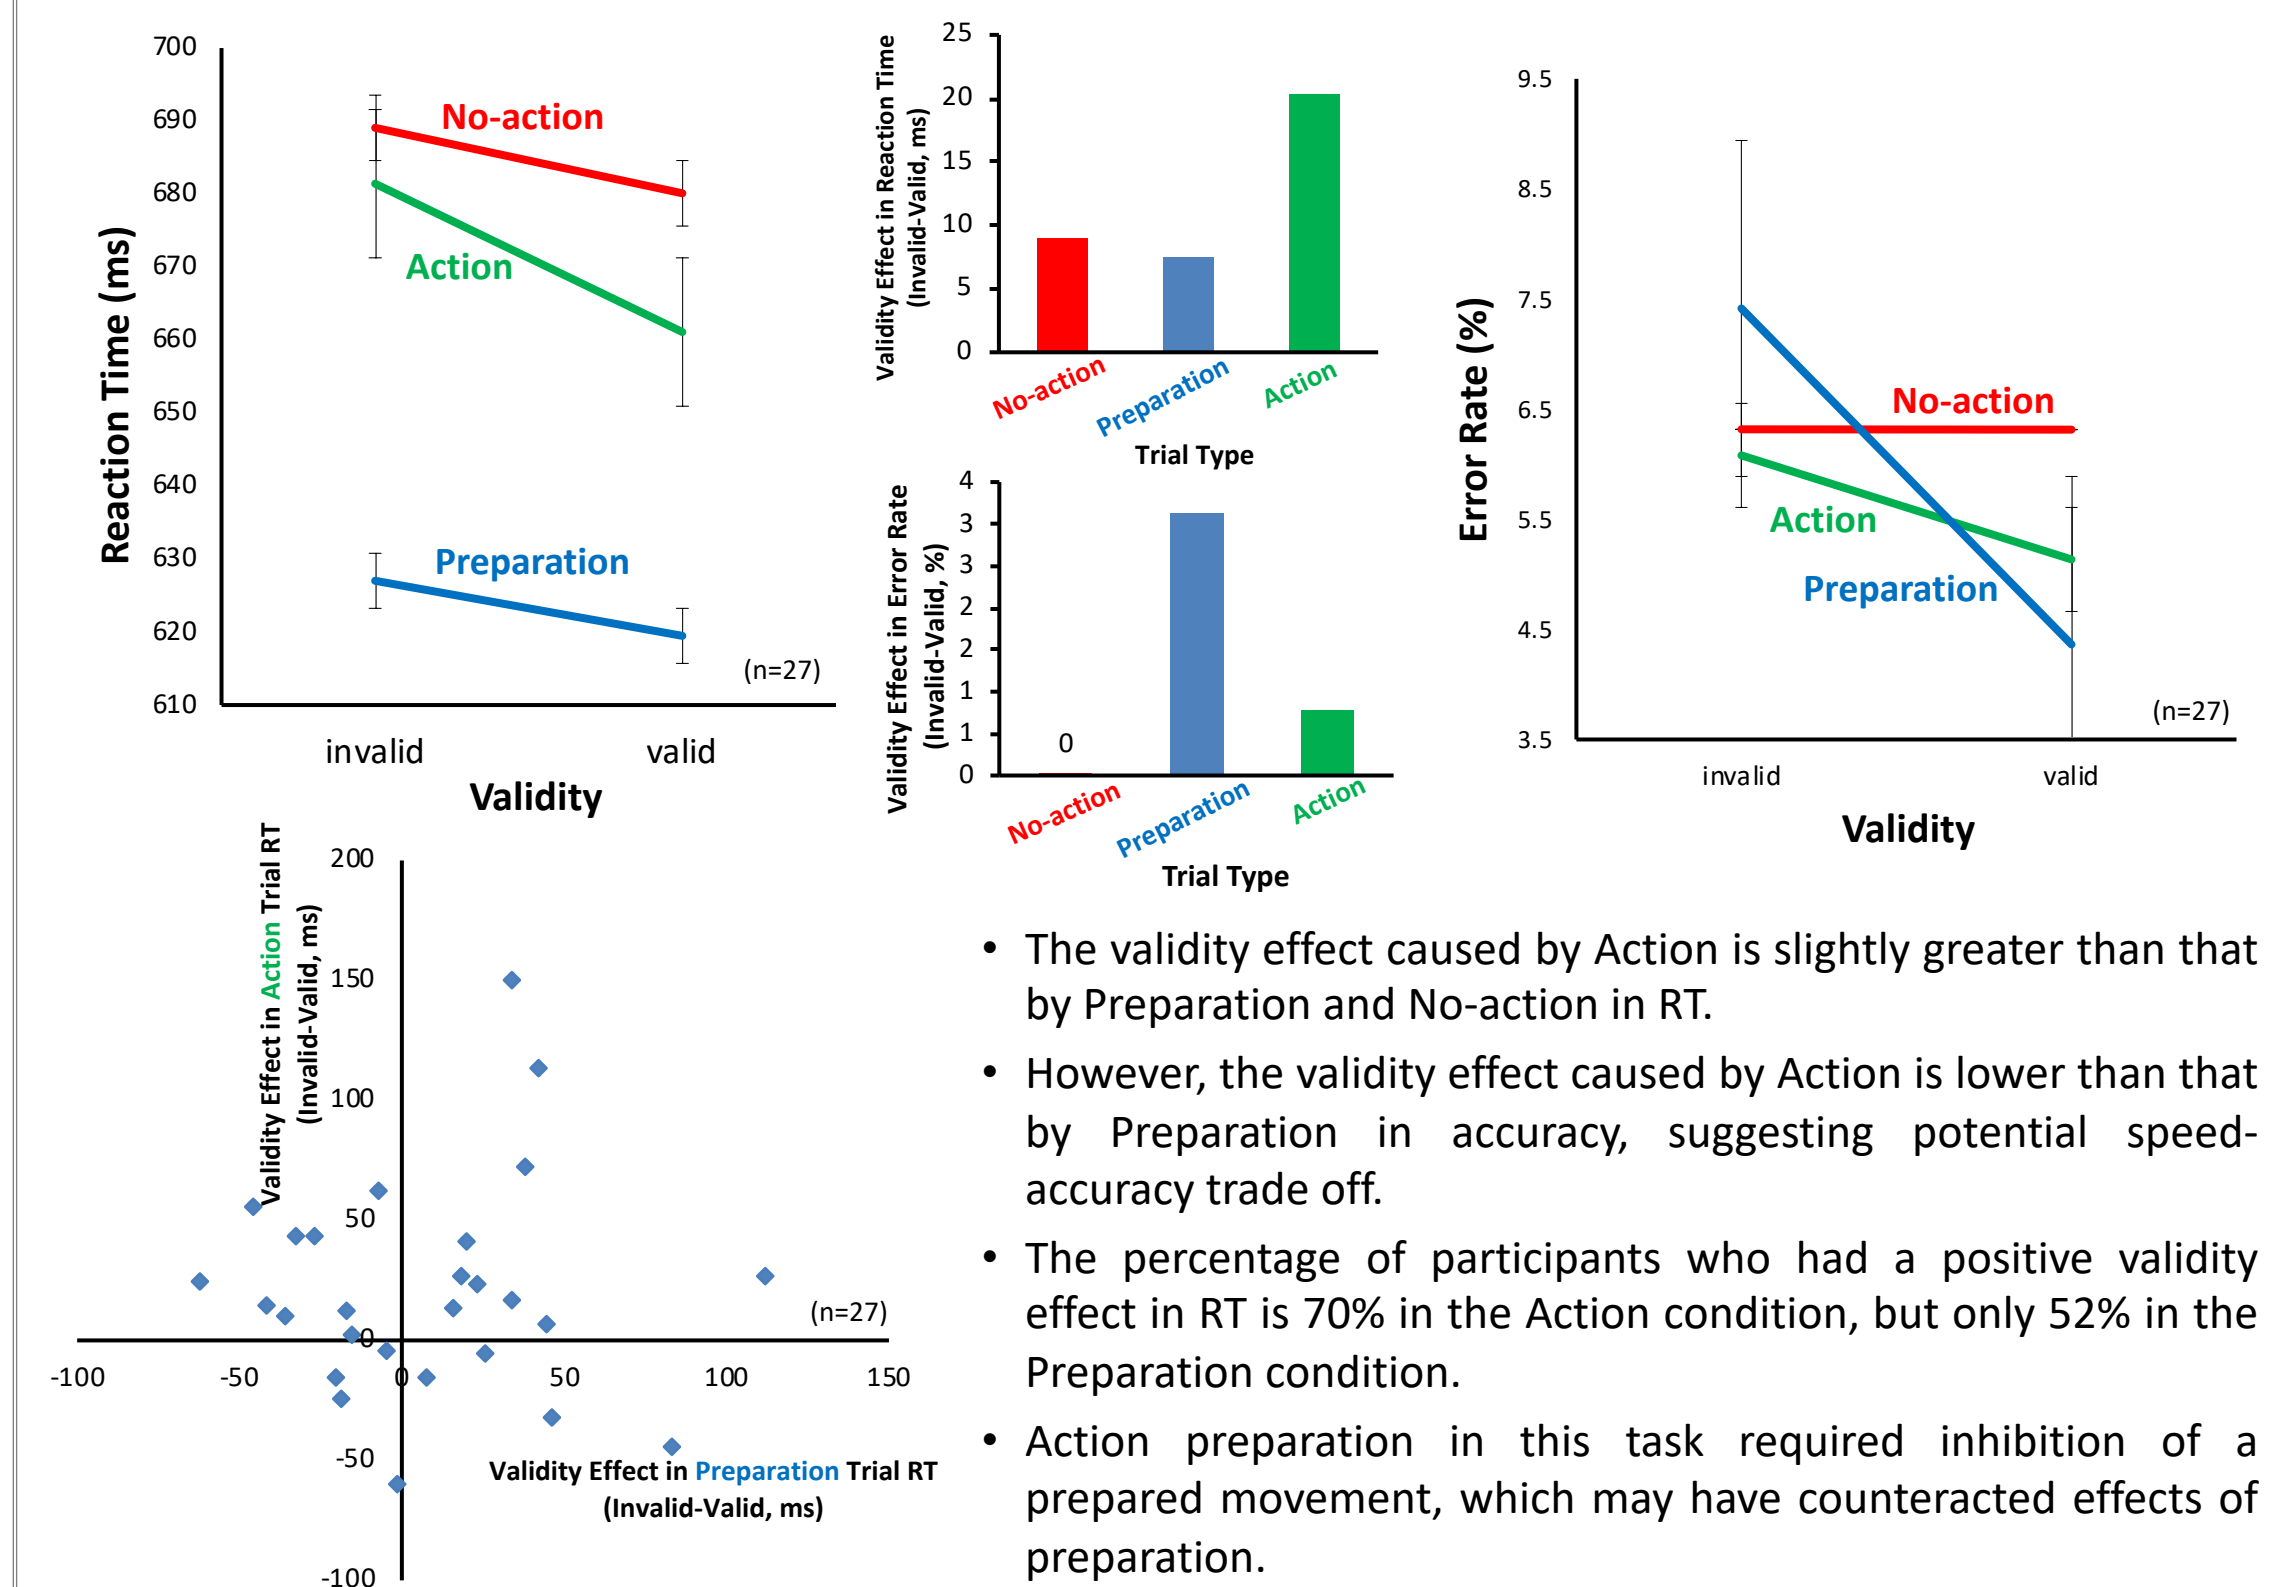 700
690
680
670
660
650
640
630
620
610
Reaction Time (ms)
No-action
Action
Preparation
(n=27)
invalid
valid
Validity
Validity Effect in Reaction Time
(Invalid-Valid, ms)
25
20
15
10
5
0
No-action
Preparation
Action
Trial Type
Validity Effect in Error Rate
(Invalid-Valid, %)
4
3
3
2
2
1
1
0
0
No-action
Preparation
Action
Trial Type
Error Rate (%)
9.5
8.5
7.5
6.5
5.5
4.5
3.5
No-action
Action
Preparation
(n=27)
invalid
valid
Validity
Validity Effect in Action Trial RT
(Invalid-Valid, ms)
200
150
100
50
0
-50
-100
-100
-50
0
50
100
150
(n=27)
Validity Effect in Preparation Trial RT
(Invalid-Valid, ms)
• The validity effect caused by Action is slightly greater than that
by Preparation and No-action in RT.
• However, the validity effect caused by Action is lower than that
by Preparation in accuracy, suggesting potential speed-
accuracy trade off.
• The percentage of participants who had a positive validity
effect in RT is 70% in the Action condition, but only 52% in the
Preparation condition.
• Action preparation in this task required inhibition of a
prepared movement, which may have counteracted effects of
preparation.